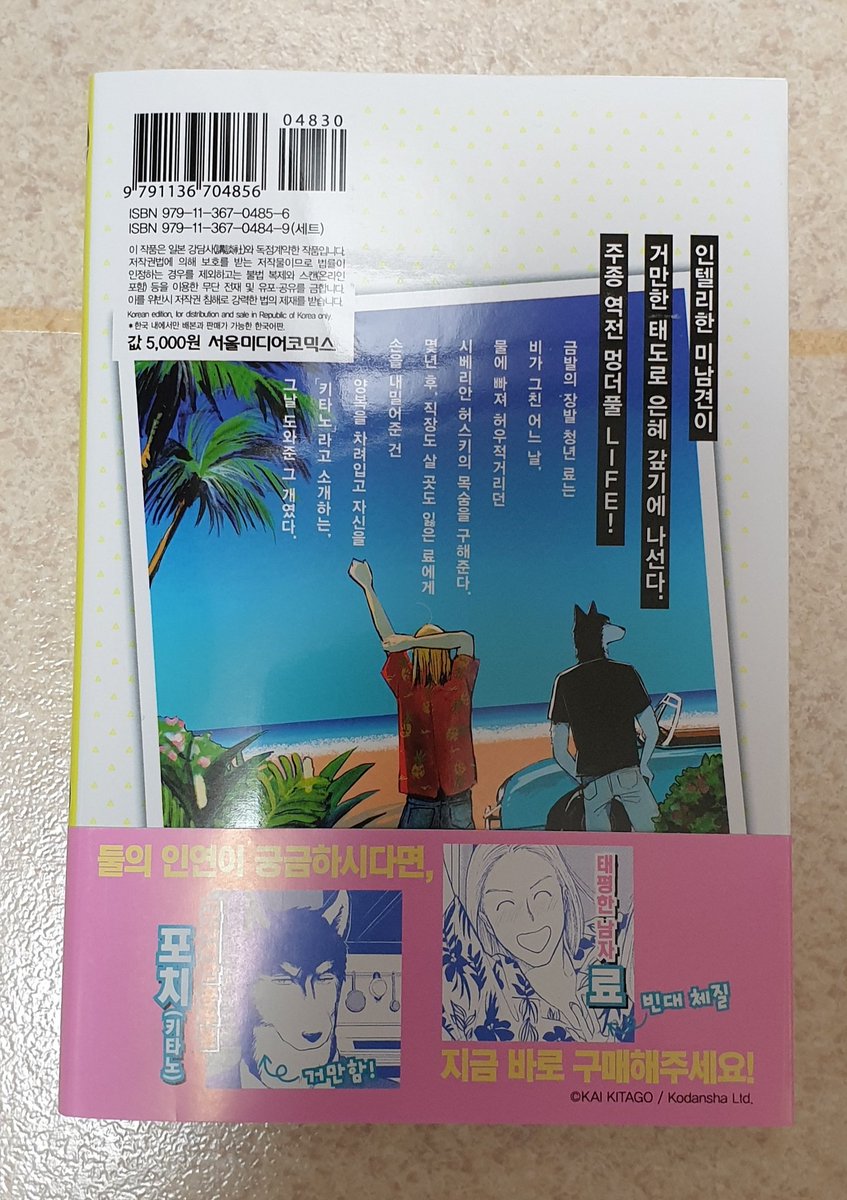 04830
9 791136 704856
ISBN 979-11-367-0485-6
ISBN 979-11-367-0484-9(세트)
이 작품은 일본 강담사(講談社)와 독점계약한 작품입니다.
저작권법에 의해 보호를 받는 저작물이므로 법률이
인정하는 경우를 제외하고는 불법 복제와 스캔(온라인
포함) 등을 이용한 무단 전재 및 유포·공유를 금합니다.
이를 위반시 저작권 침해로 강력한 법의 제재를 받습니다.
Korean edition, for distribution and sale in Republic of Korea only.
●한국 내에서만 배본과 판매가 가능한 한국어판.
값 5,000원 서울미디어코믹스
인텔리한 미남견이
거만한 태도로 은혜 갚기에 나선다.
주종 역전 멍더풀 LIFE!
금발의 장발 청년 료는
비가 그친 어느 날,
물에 빠져 허우적거리던
시베리안 허스키의 목숨을 구해준다.
몇 년 후, 직장도 살 곳도 잃은 료에게
손을 내밀어준 건
양복을 차려입고 자신을
「키타노」라고 소개하는,
그날 도와준 그 개였다.
둘의 인연이 궁금하시다면,
태평한 남자
료
빈대 체질
포치(키타노)
거만함!
지금 바로 구매해주세요!
©KAI KITAGO / Kodansha Ltd.